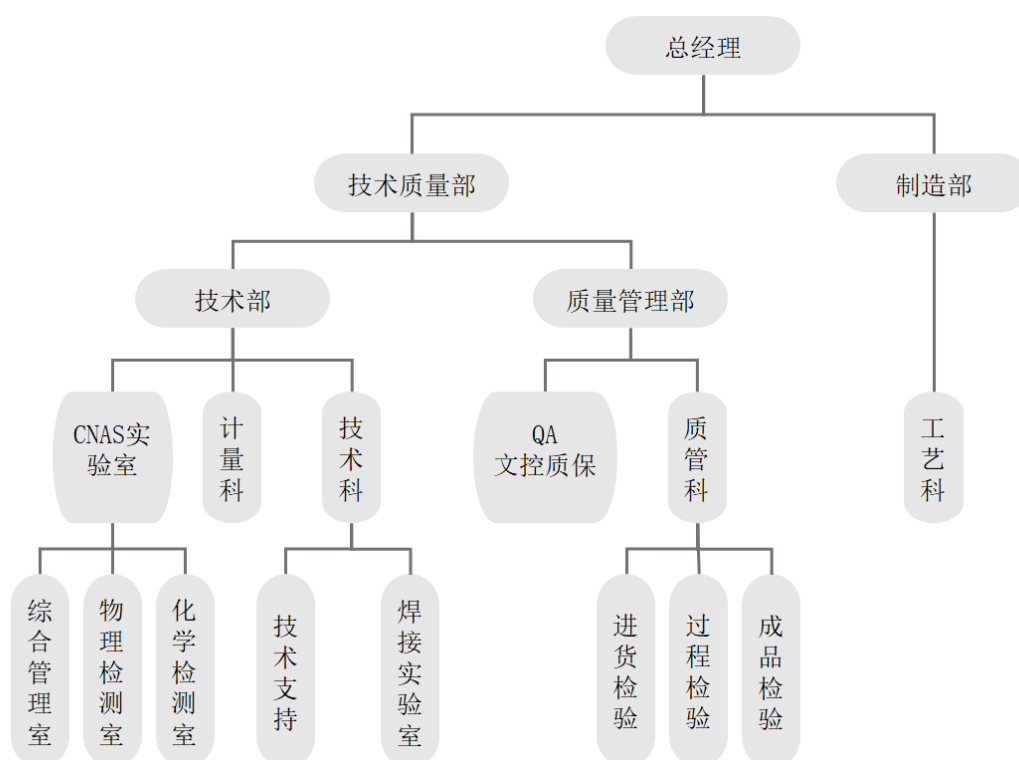 总经理
技术质量部
制造部
技术部
质量管理部
CNAS实
验室
计量科
技术科
QA
文控质保
质管科
工艺科
综合管理室
物理检测室
化学检测室
技术支持
焊接实验室
进货检验
过程检验
成品检验